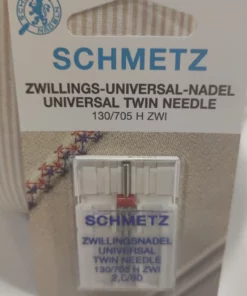 SCHMETZ
ZWILLINGS-UNIVERSAL-NADEL
UNIVERSAL TWIN NEEDLE
130/705 H ZWI
SCHMETZ
ZWILLINGSNADEL
UNIVERSAL
TWIN NEEDLE
130/705 H ZWI
2,0/80